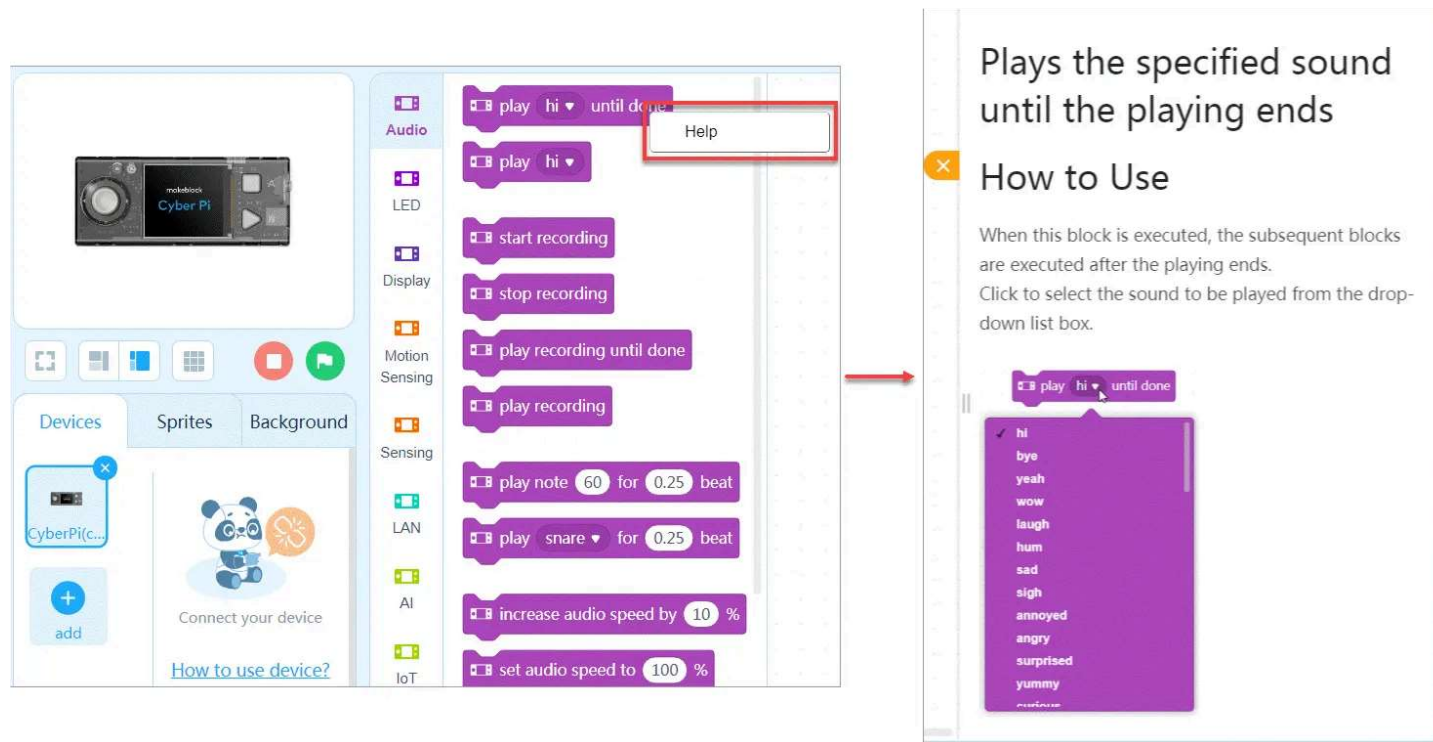 makeblock
Cyber Pi
Devices
Sprites
Background
CyberPi(c...
add
Connect your device
How to use device?
Audio
LED
Display
Motion
Sensing
Sensing
LAN
AI
IoT
play hi until done
Help
play hi
start recording
stop recording
play recording until done
play recording
play note 60 for 0.25 beat
play snare for 0.25 beat
increase audio speed by 10 %
set audio speed to 100 %
Plays the specified sound
until the playing ends
How to Use
When this block is executed, the subsequent blocks
are executed after the playing ends.
Click to select the sound to be played from the drop-
down list box.
play hi until done
hi
bye
yeah
wow
laugh
hum
sad
sigh
annoyed
angry
surprised
yummy
curious